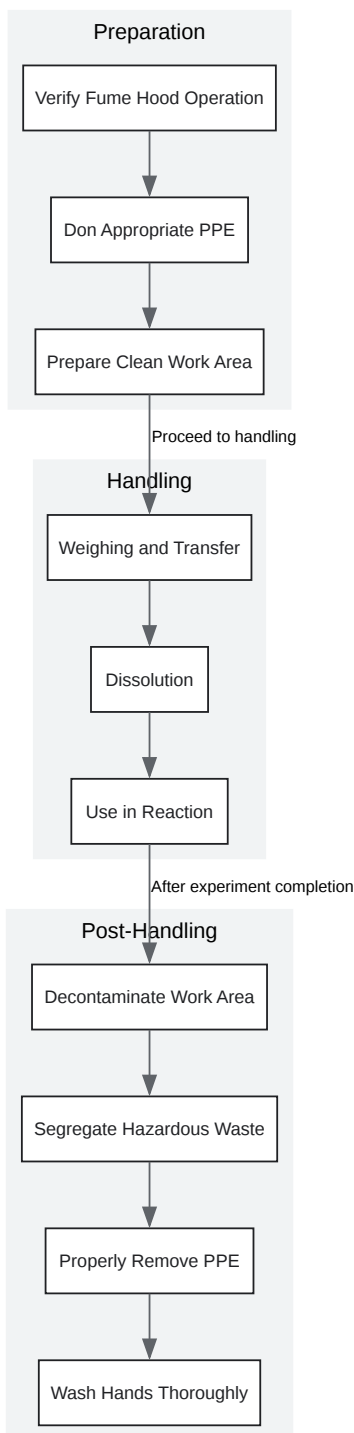 Preparation
Verify Fume Hood Operation
Don Appropriate PPE
Prepare Clean Work Area
Proceed to handling
Handling
Weighing and Transfer
Dissolution
Use in Reaction
After experiment completion
Post-Handling
Decontaminate Work Area
Segregate Hazardous Waste
Properly Remove PPE
Wash Hands Thoroughly